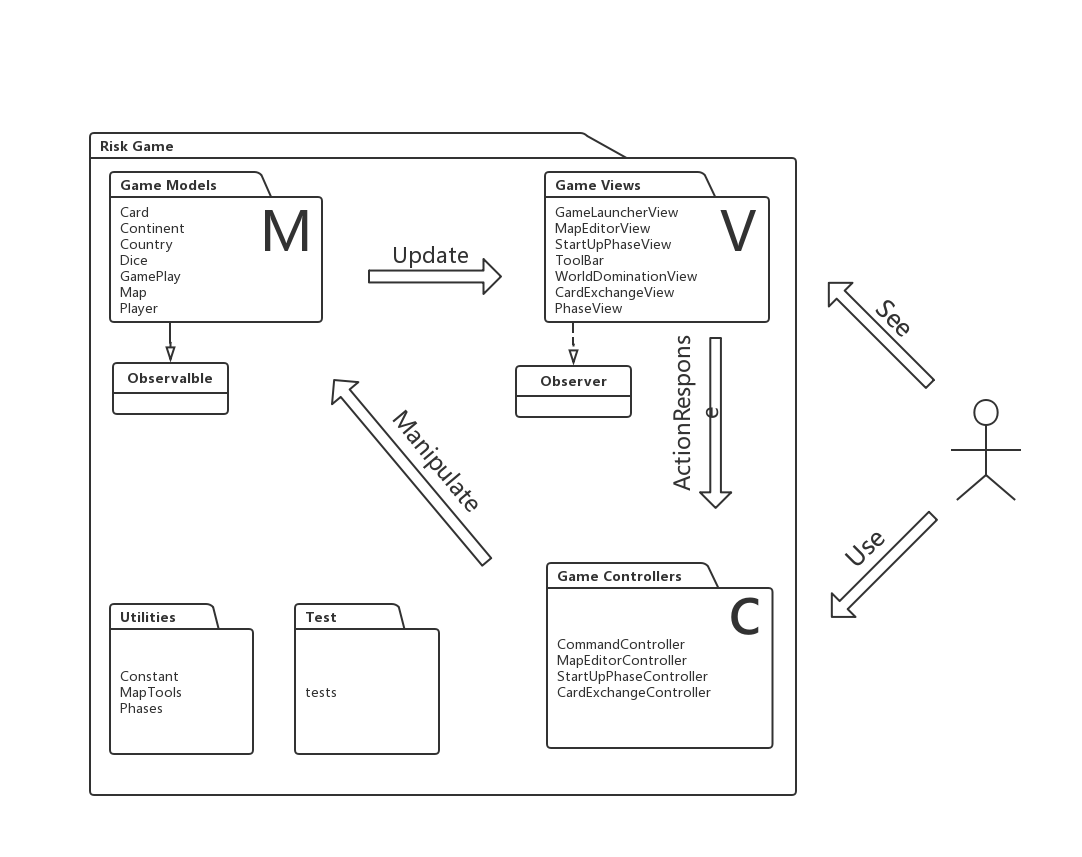 Risk Game
Game Models
M
Card
Continent
Country
Dice
GamePlay
Map
Player
Observalble
Update
Game Views
V
GameLauncherView
MapEditorView
StartUpPhaseView
ToolBar
WorldDominationView
CardExchangeView
PhaseView
Observer
ActionRespons
e
Manipulate
See
Use
Utilities
Constant
MapTools
Phases
Test
tests
Game Controllers
C
CommandController
MapEditorController
StartUpPhaseController
CardExchangeController